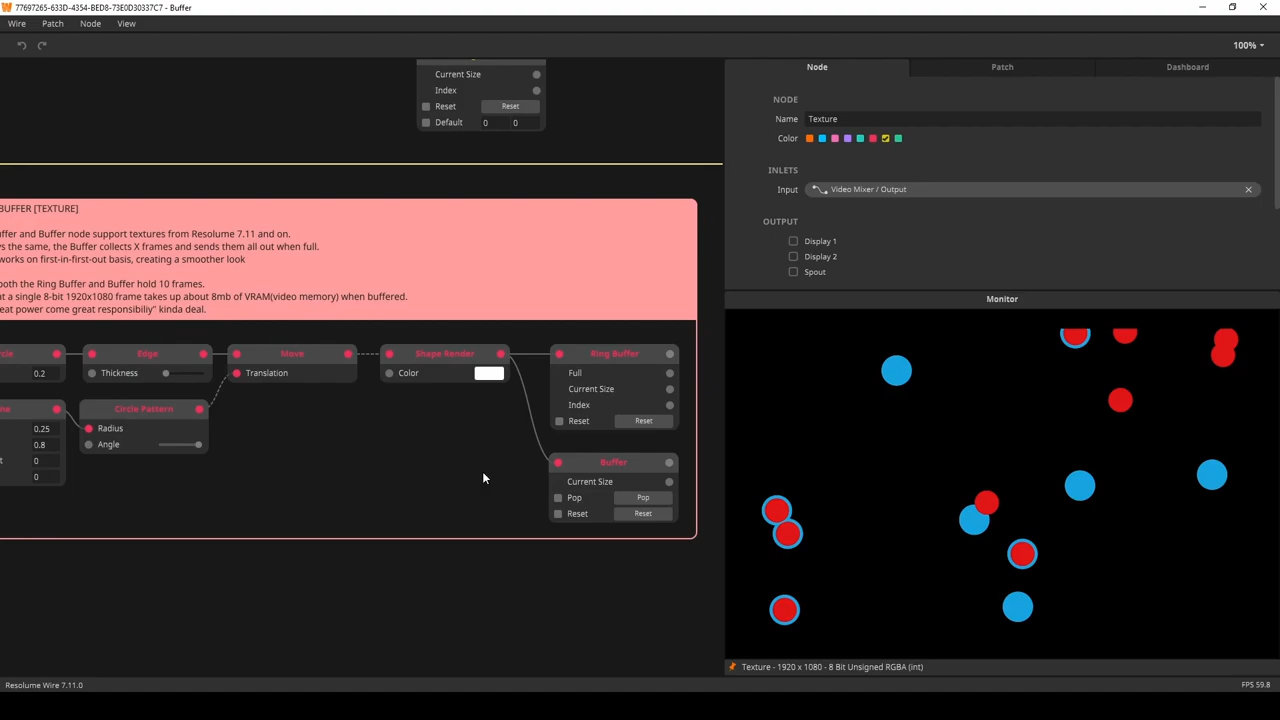 77697265-633D-4354-BED8-73E0D30337C7 - Buffer
Wire Patch Node View
100%
Current Size
Index
Reset Reset
Default 0 0
BUFFER [TEXTURE]
uffer and Buffer node support textures from Resolume 7.11 and on.
ys the same, the Buffer collects X frames and sends them all out when full.
works on first-in-first-out basis, creating a smoother look
both the Ring Buffer and Buffer hold 10 frames.
at a single 8-bit 1920x1080 frame takes up about 8mb of VRAM(video memory) when buffered.
eat power come great responsibiliy" kinda deal.
rcle
0.2
Edge
Thickness
Move
Translation
Shape Render
Color
Ring Buffer
Full
Current Size
Index
Reset Reset
ne
0.25
0.8
t 0
0
Circle Pattern
Radius
Angle
Buffer
Current Size
Pop Pop
Reset Reset
Node Patch Dashboard
NODE
Name Texture
Color
INLETS
Input Video Mixer / Output
OUTPUT
Display 1
Display 2
Spout
Monitor
Texture - 1920 x 1080 - 8 Bit Unsigned RGBA (int)
Resolume Wire 7.11.0
FPS 59.8